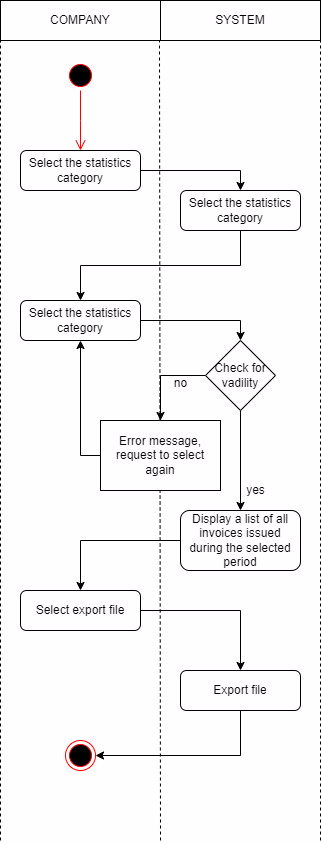 COMPANY
SYSTEM
Select the statistics
category
Select the statistics
category
Select the statistics
category
Check for
vadility
no
Error message,
request to select
again
yes
Display a list of all
invoices issued
during the selected
period
Select export file
Export file